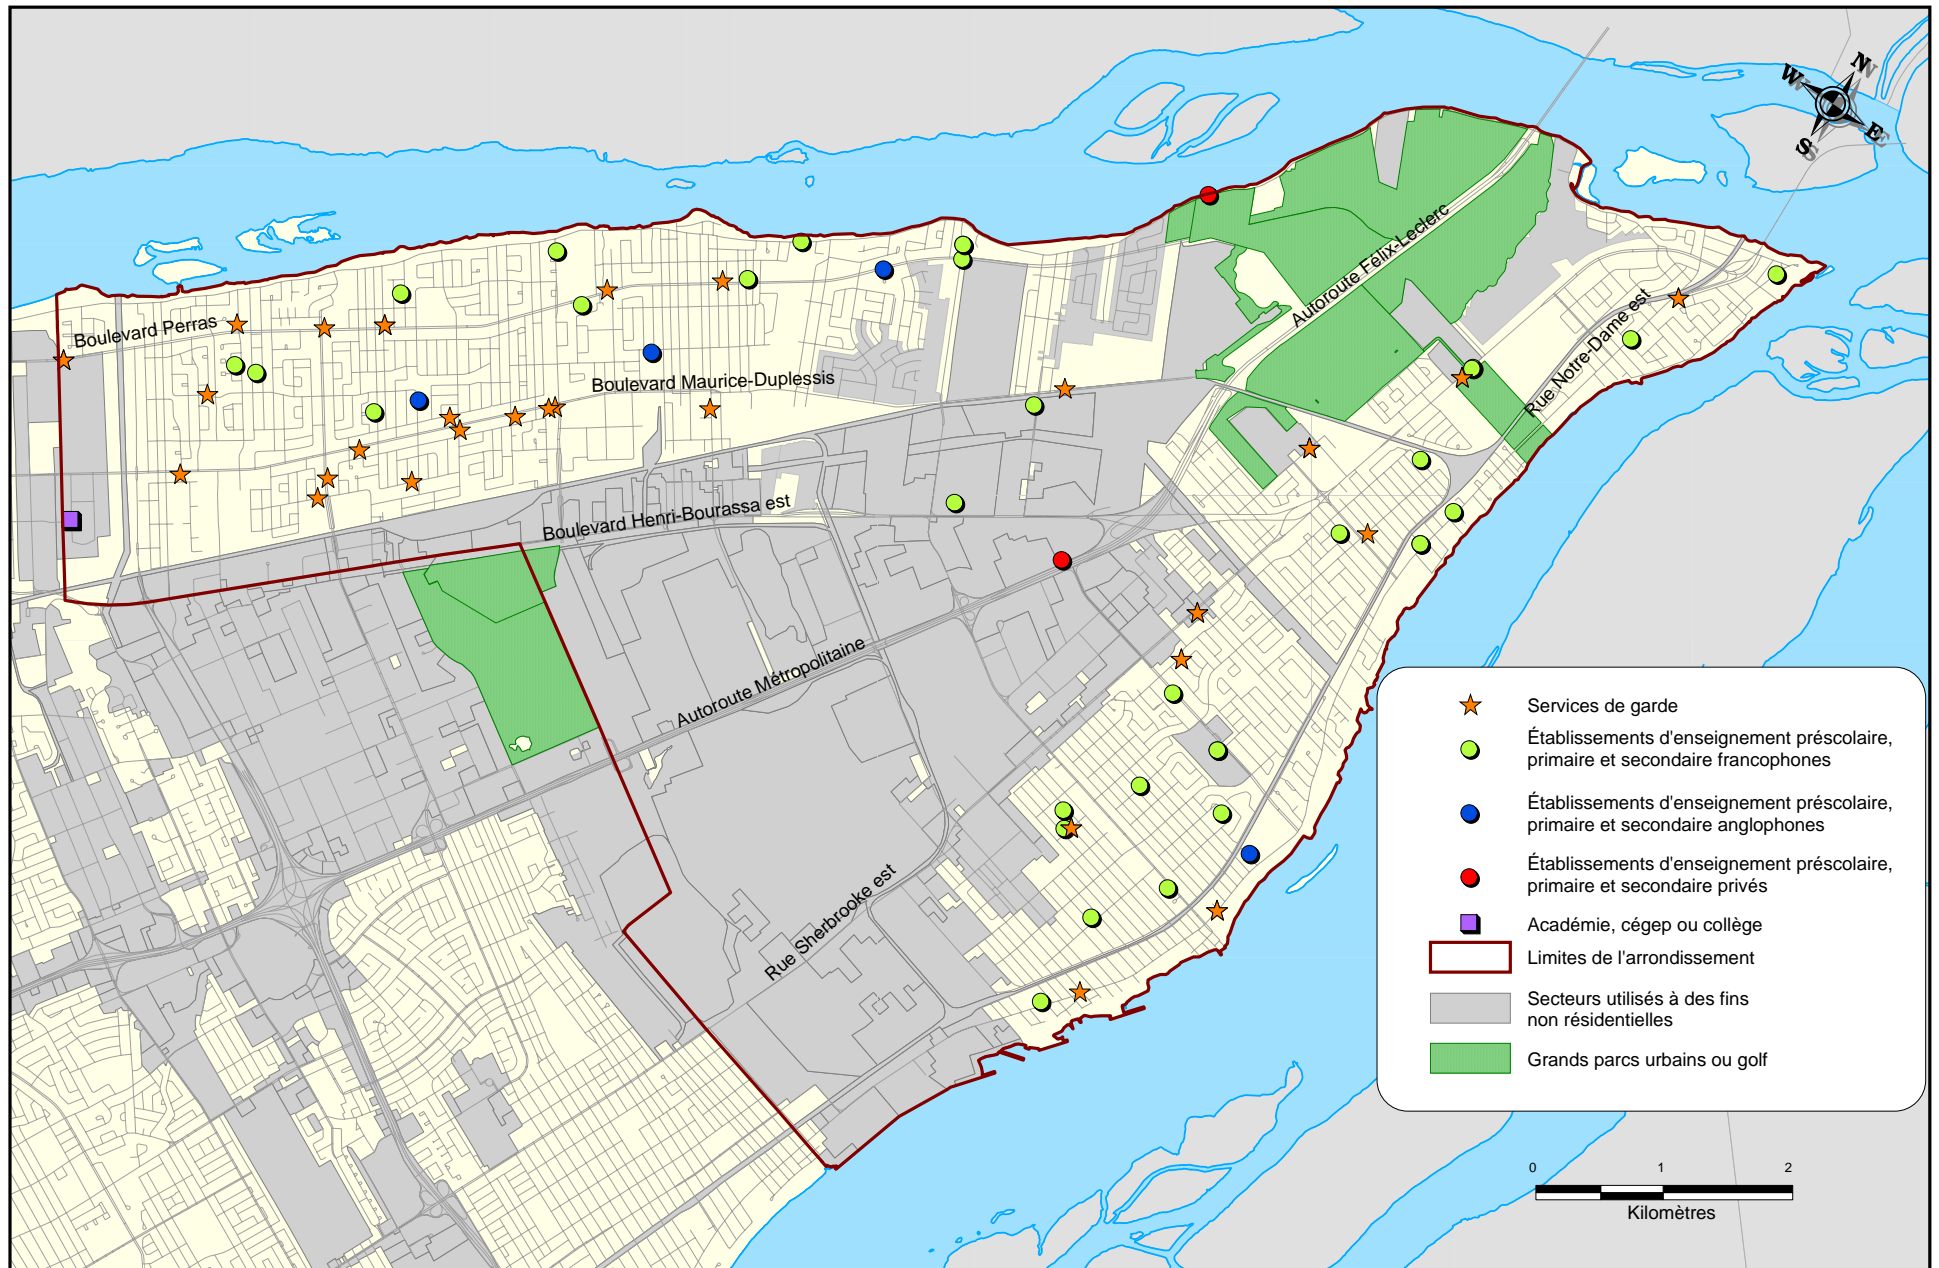 N
W
E
S
Autoroute Félix-Leclerc
Boulevard Perras
Rue Notre-Dame est
Boulevard Maurice-Duplessis
Boulevard Henri-Bourassa est
Autoroute Métropolitaine
Rue Sherbrooke est
Services de garde
Établissements d'enseignement préscolaire,
primaire et secondaire francophones
Établissements d'enseignement préscolaire,
primaire et secondaire anglophones
Établissements d'enseignement préscolaire,
primaire et secondaire privés
Académie, cégep ou collège
Limites de l'arrondissement
Secteurs utilisés à des fins
non résidentielles
Grands parcs urbains ou golf
0 1 2
Kilomètres